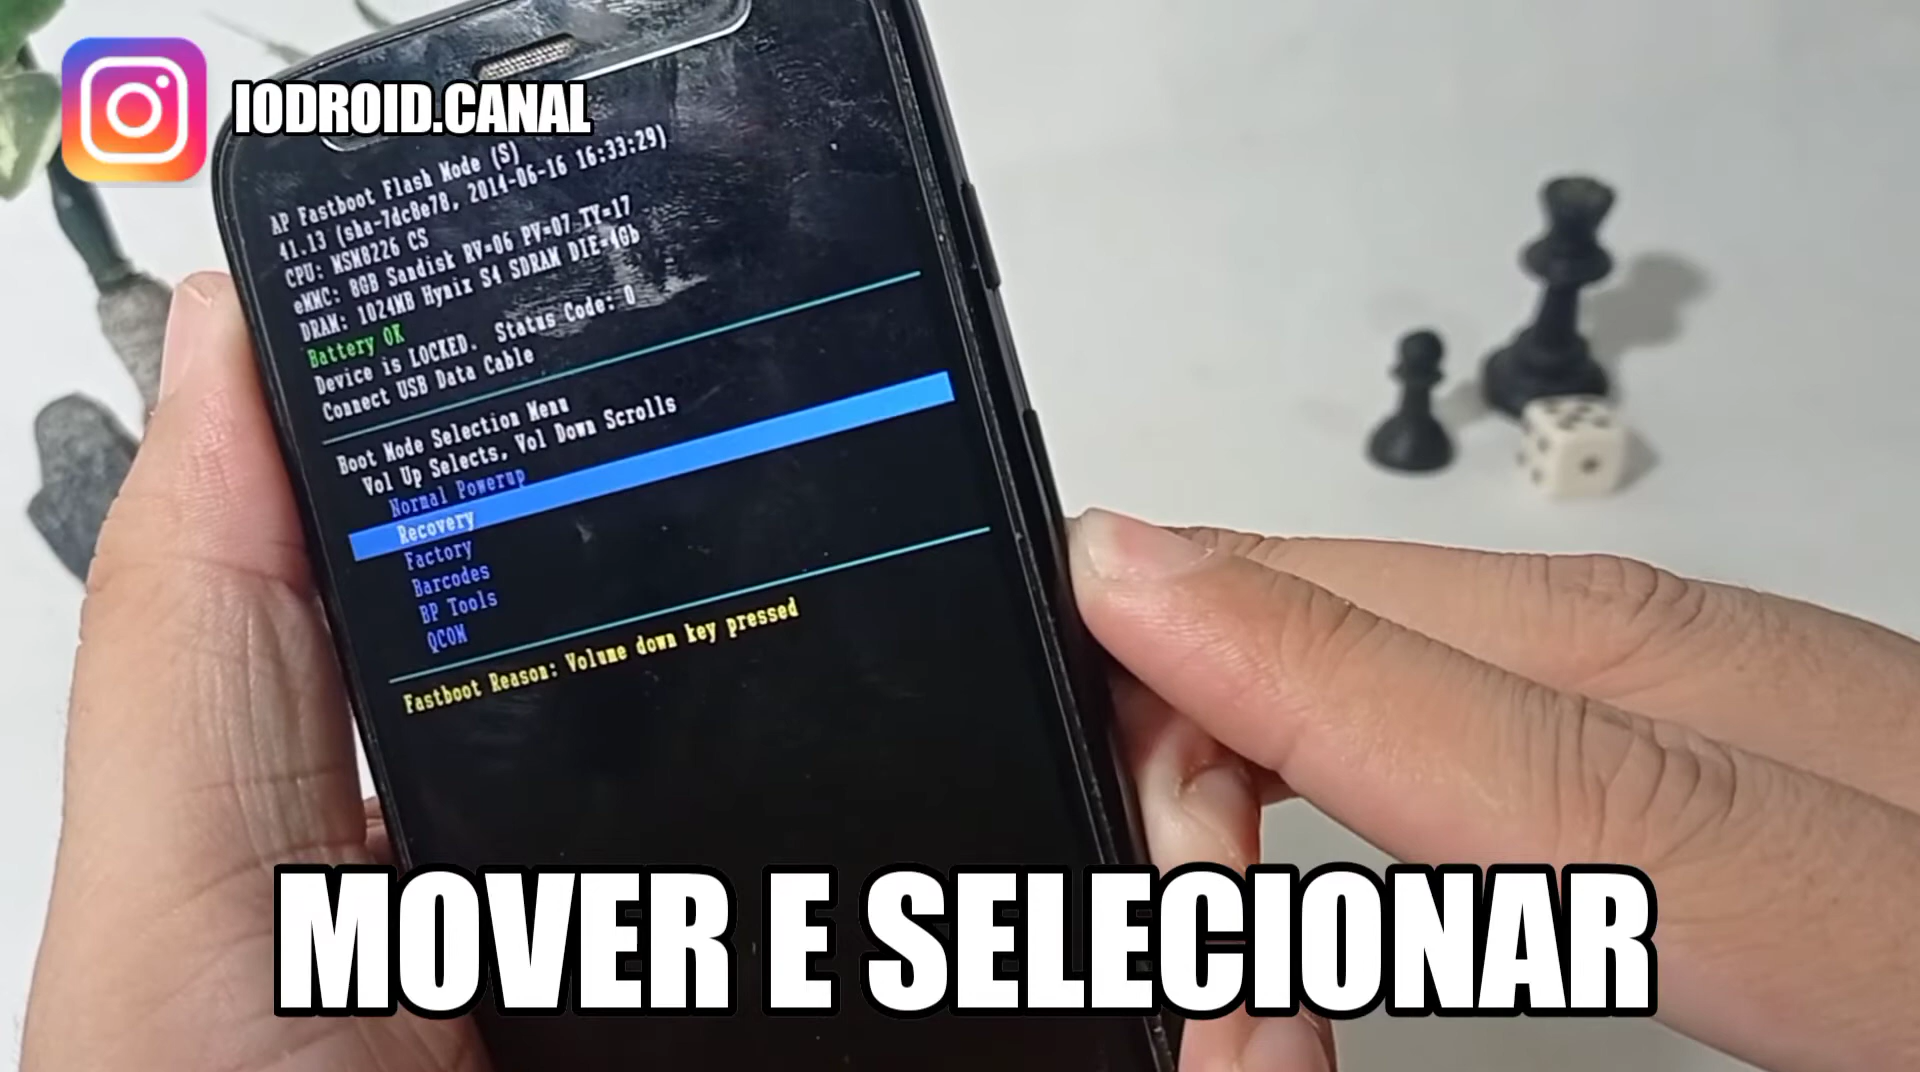 IODROID.CANAL
AP Fastboot Flash Mode (S)
41.13 (sha-7dc8e78, 2014-06-16 16:33:29)
CPU: MSM8226 CS
eMMC: 8GB Sandisk RV=06 PV=07 TY=17
DRAM: 1024MB Hynix S4 SDRAM DIE=4Gb
Battery OK
Device is LOCKED. Status Code: 0
Connect USB Data Cable
Boot Mode Selection Menu
Vol Up Selects, Vol Down Scrolls
Normal Powerup
Recovery
Factory
Barcodes
BP Tools
QCOM
Fastboot Reason: Volume down key pressed
MOVER E SELECIONAR